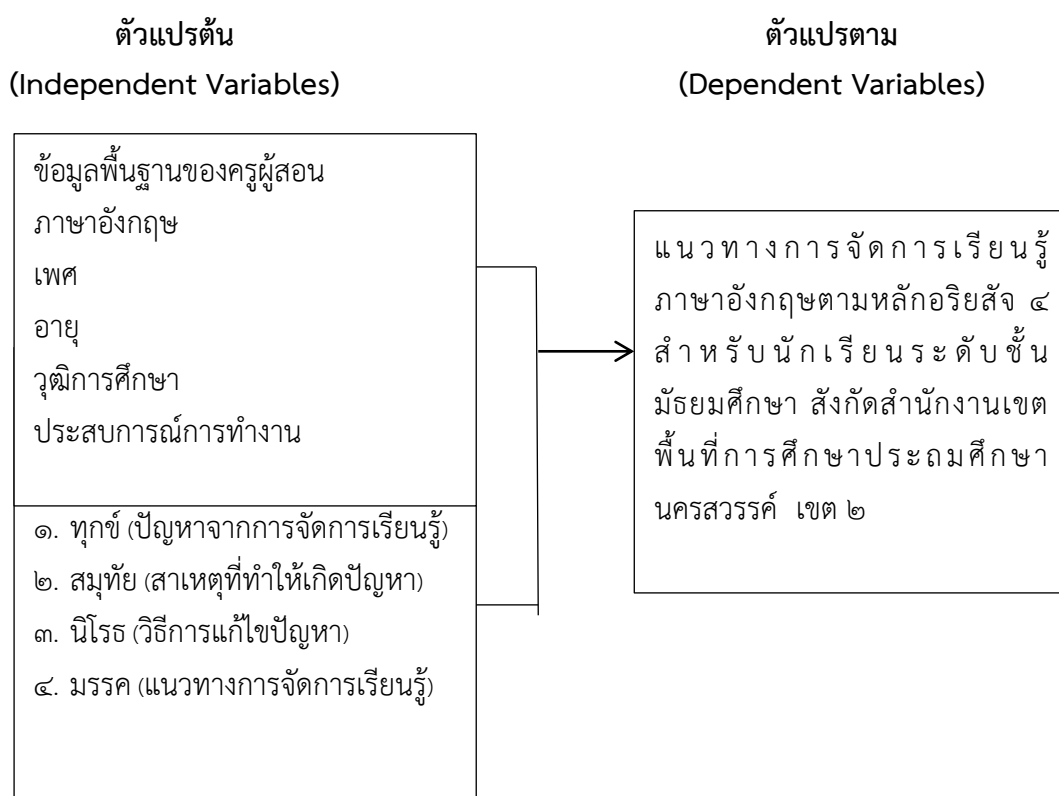 ตัวแปรต้น
(Independent Variables)
ตัวแปรตาม
(Dependent Variables)
ข้อมูลพื้นฐานของครูผู้สอน
ภาษาอังกฤษ
เพศ
อายุ
วุฒิการศึกษา
ประสบการณ์การทำงาน
๑. ทุกข์ (ปัญหาจากการจัดการเรียนรู้)
๒. สมุทัย (สาเหตุที่ทำให้เกิดปัญหา)
๓. นิโรธ (วิธีการแก้ไขปัญหา)
๔. มรรค (แนวทางการจัดการเรียนรู้)
แนวทางการจัดการเรียนรู้
ภาษาอังกฤษตามหลักอริยสัจ ๔
สำหรับนักเรียนระดับชั้น
มัธยมศึกษา สังกัดสำนักงานเขต
พื้นที่การศึกษาประถมศึกษา
นครสวรรค์ เขต ๒